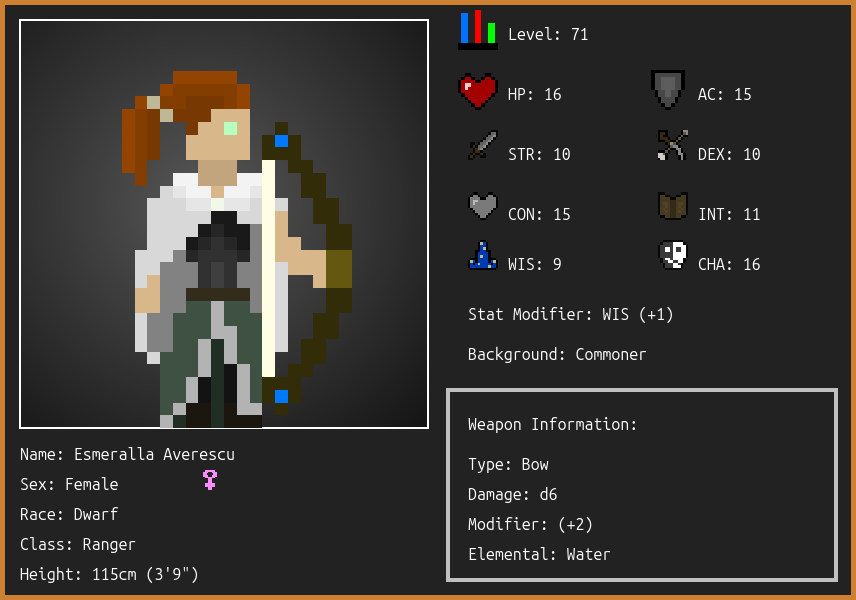 Level: 71
HP: 16
AC: 15
STR: 10
DEX: 10
CON: 15
INT: 11
WIS: 9
CHA: 16
Stat Modifier: WIS (+1)
Background: Commoner
Weapon Information:
Type: Bow
Damage: d6
Modifier: (+2)
Elemental: Water
Name: Esmeralla Averescu
Sex: Female
Race: Dwarf
Class: Ranger
Height: 115cm (3'9")